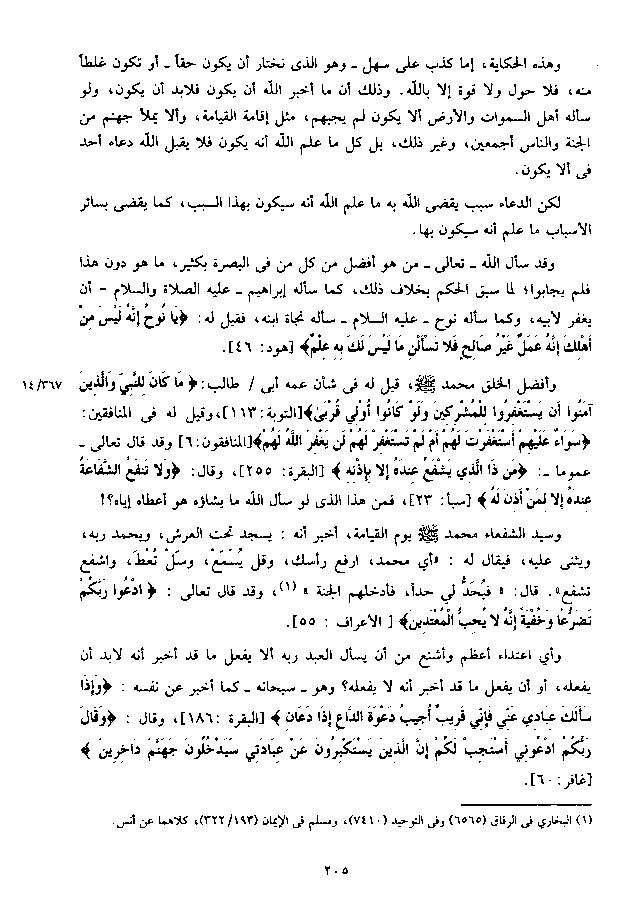 وهذه الحكاية، إما كذب على سهل ـ وهو الذى نختار أن يكون حقاً ـ أو تكون غلطاً
منه، فلا حول ولا قوة إلا بالله. وذلك أن ما أخبر الله أن يكون فلابد أن يكون، ولو
سأله أهل السموات والأرض ألا يكون لم يجبهم، مثل إقامة القيامة، وألا يملأ جهنم من
الجنة والناس أجمعين، وغير ذلك، بل كل ما علم الله أنه يكون فلا يقبل الله دعاء أحد
فى ألا يكون.
لكن الدعاء سبب يقضى الله به ما علم الله أنه سيكون بهذا السبب، كما يقضى بسائر
الأسباب ما علم أنه سيكون بها.
وقد سأل الله ـ تعالى ـ من هو أفضل من كل من فى البصرة بكثير، ما هو دون هذا
فلم يجابوا؛ لما سبق الحكم بخلاف ذلك، كما سأله إبراهيم ـ عليه الصلاة والسلام ـ أن
يغفر لأبيه، وكما سأله نوح ـ عليه السلام ـ سأله نجاة ابنه، فقيل له: ﴿يَا نُوحُ إِنَّهُ لَيْسَ مِنْ
أَهْلِكَ إِنَّهُ عَمَلٌ غَيْرُ صَالِحٍ فَلا تَسْأَلْنِ مَا لَيْسَ لَكَ بِهِ عِلْمٌ﴾ [هود: ٤٦].
وأفضل الخلق محمد ﷺ، قيل له فى شأن عمه أبى / طالب: ﴿ مَا كَانَ لِلنَّبِيِّ وَالَّذِينَ
١٤/٣٦٧
آمَنُوا أَن يَسْتَغْفِرُوا لِلْمُشْرِكِينَ وَلَوْ كَانُوا أُوْلِي قُرْبَىٰ﴾[التوبة: ١١٣]،وقيل له فى المنافقين:
﴿سَوَاءٌ عَلَيْهِمْ أَسْتَغْفَرْتَ لَهُمْ أَمْ لَمْ تَسْتَغْفِرْ لَهُمْ لَن يَغْفِرَ اللَّهُ لَهُمْ﴾[المنافقون: ٦] وقد قال تعالى ـ
عموما ـ: ﴿مَن ذَا الَّذِي يَشْفَعُ عِندَهُ إِلاَّ بِإِذْنِهِ ﴾ [البقرة: ٢٥٥]، وقال: ﴿وَلا تَنفَعُ الشَّفَاعَةُ
عِندَهُ إِلاَّ لِمَنْ أَذِنَ لَهُ ﴾ [سبأ: ٢٣]، فمن هذا الذى لو سأل الله ما يشاؤه هو أعطاه إياه؟!
وسيد الشفعاء محمد ﷺ يوم القيامة، أخبر أنه : يسجد تحت العرش، ويحمد ربه،
ويثنى عليه، فيقال له : «أي محمد، ارفع رأسك، وقل يُسْمَعْ، وسَلْ تُعْطَ، واشفع
تشفع». قال: « فيُحَدُّ لي حداً، فأدخلهم الجنة » (١)، وقد قال تعالى : ﴿ ادْعُوا رَبَّكُمْ
تَضَرُّعًا وَخُفْيَةً إِنَّهُ لا يُحِبُّ الْمُعْتَدِينَ﴾ [ الأعراف : ٥٥].
وأي اعتداء أعظم وأشنع من أن يسأل العبد ربه ألا يفعل ما قد أخبر أنه لابد أن
يفعله، أو أن يفعل ما قد أخبر أنه لا يفعله؟ وهو ـ سبحانه ـ كما أخبر عن نفسه : ﴿وَإِذَا
سَأَلَكَ عِبَادِي عَنِّي فَإِنِّي قَرِيبٌ أُجِيبُ دَعْوَةَ الدَّاعِ إِذَا دَعَانِ ﴾ [البقرة :١٨٦]، وقال : ﴿وَقَالَ
رَبُّكُمْ ادْعُونِي أَسْتَجِبْ لَكُمْ إِنَّ الَّذِينَ يَسْتَكْبِرُونَ عَنْ عِبَادَتِي سَيَدْخُلُونَ جَهَنَّمَ دَاخِرِينَ ﴾
[غافر: ٦٠].
(١) البخاري فى الرقاق (٦٥٦٥) وفى التوحيد (٧٤١٠)، ومسلم فى الإيمان (٣٢٢/١٩٣)، كلاهما عن أنس.
٢٠٥